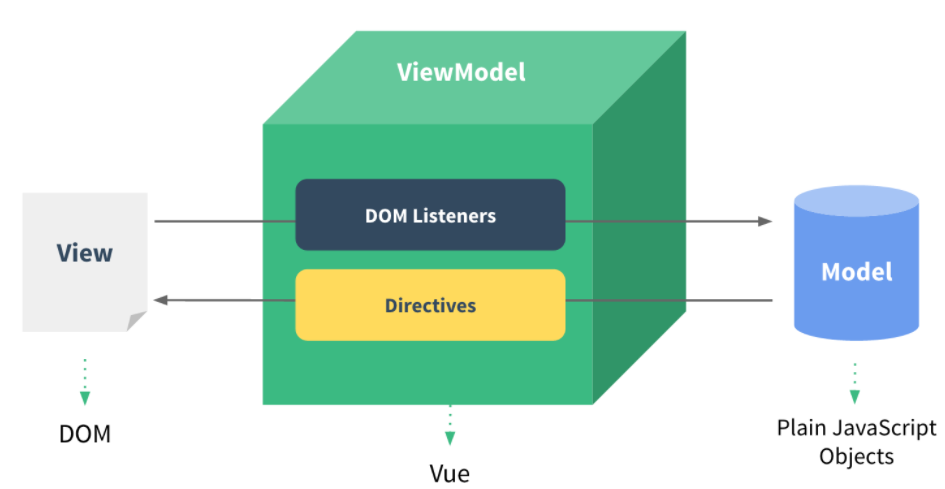 ViewModel
DOM Listeners
View
Model
Directives
DOM
Plain JavaScript
Objects
Vue